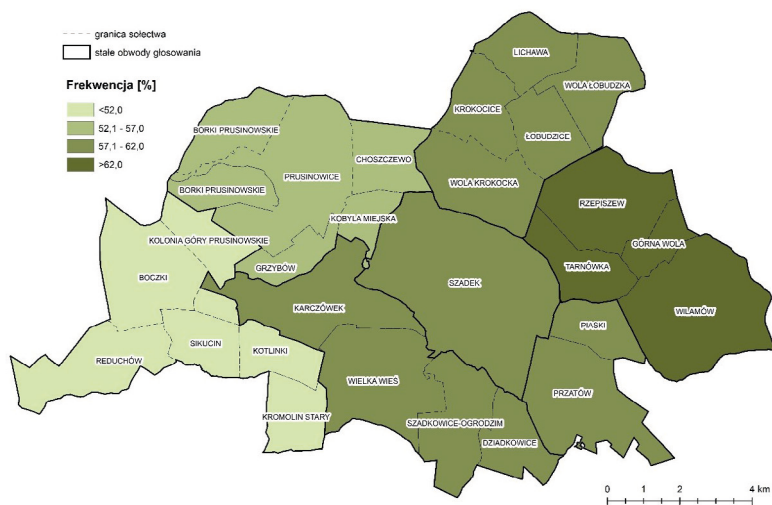 granica sołectwa
stałe obwody głosowania
Frekwencja [%]
<52,0
52,1 - 57,0
57,1 - 62,0
>62,0
LICHAWA
WOLA ŁOBUDZKA
KROKOCICE
BORKI PRUSINOWSKIE
ŁOBUDZICE
CHOSZCZEWO
PRUSINOWICE
WOLA KROKOCKA
BORKI PRUSINOWSKIE
RZEPISZEW
KOBYLA MIEJSKA
KOLONIA GÓRY PRUSINOWSKIE
GÓRNA WOLA
GRZYBÓW
TARNÓWKA
BOCZKI
SZADEK
KARCZÓWEK
WILAMÓW
PIASKI
SIKUCIN
KOTLINKI
REDUCHÓW
WIELKA WIEŚ
PRZATÓW
KROMOLIN STARY
SZADKOWICE-OGRODZIM
DZIADKOWICE
0 1 2 4 km